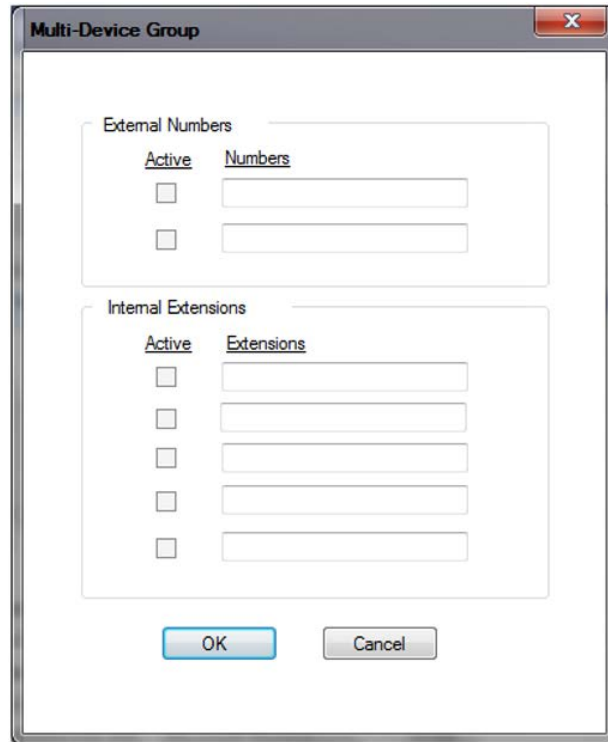 Multi-Device Group
External Numbers
Active Numbers
Internal Extensions
Active Extensions
OK Cancel